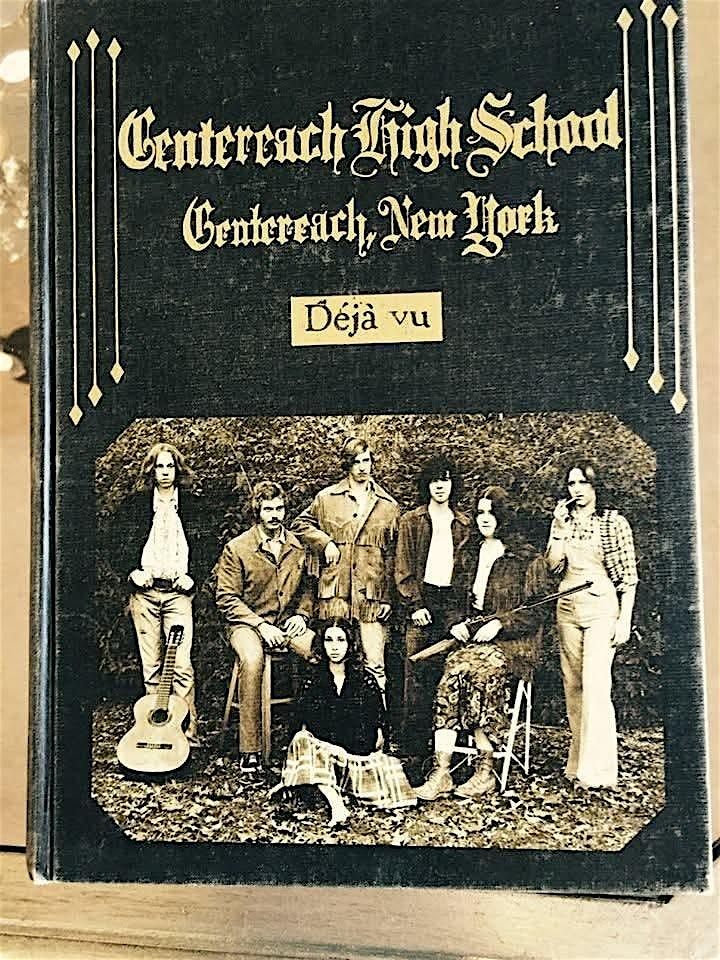 Centereach High School
Centereach, New York
Déjà vu